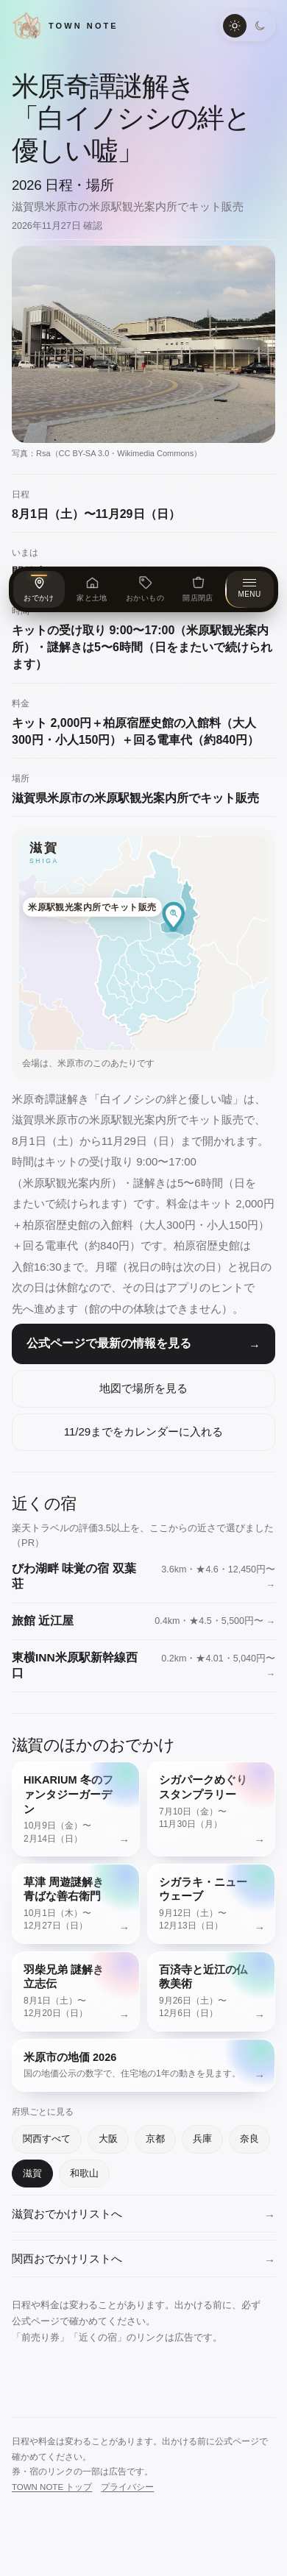 TOWN NOTE
米原奇譚謎解き
「白イノシシの絆と
優しい嘘」
2026 日程・場所
滋賀県米原市の米原駅観光案内所でキット販売
2026年11月27日 確認
写真：Rsa（CC BY-SA 3.0・Wikimedia Commons）
日程
8月1日（土）〜11月29日（日）
いまは
おでかけ
家と土地
おかいもの
開店閉店
MENU
キットの受け取り 9:00〜17:00（米原駅観光案内
所）・謎解きは5〜6時間（日をまたいで続けられ
ます）
料金
キット 2,000円＋柏原宿歴史館の入館料（大人
300円・小人150円）＋回る電車代（約840円）
場所
滋賀県米原市の米原駅観光案内所でキット販売
滋賀
SHIGA
米原駅観光案内所でキット販売
会場は、米原市のこのあたりです
米原奇譚謎解き「白イノシシの絆と優しい嘘」は、
滋賀県米原市の米原駅観光案内所でキット販売で、
8月1日（土）から11月29日（日）まで開かれます。
時間はキットの受け取り 9:00〜17:00
（米原駅観光案内所）・謎解きは5〜6時間（日を
またいで続けられます）です。料金はキット 2,000円
＋柏原宿歴史館の入館料（大人300円・小人150円）
＋回る電車代（約840円）です。柏原宿歴史館は
入館16:30まで。月曜（祝日の時は次の日）と祝日の
次の日は休館なので、その日はアプリのヒントで
先へ進めます（館の中の体験はできません）。
公式ページで最新の情報を見る →
地図で場所を見る
11/29までをカレンダーに入れる
近くの宿
楽天トラベルの評価3.5以上を、ここからの近さで選びました
（PR）
びわ湖畔 味覚の宿 双葉
荘
3.6km・★4.6・12,450円〜
→
旅館 近江屋
0.4km・★4.5・5,500円〜 →
東横INN米原駅新幹線西
口
0.2km・★4.01・5,040円〜
→
滋賀のほかのおでかけ
HIKARIUM 冬のフ
ァンタジーガーデ
ン
10月9日（金）〜
2月14日（日） →
シガパークめぐり
スタンプラリー
7月10日（金）〜
11月30日（月） →
草津 周遊謎解き
青ばな善右衛門
10月1日（木）〜
12月27日（日） →
シガラキ・ニュー
ウェーブ
9月12日（土）〜
12月13日（日） →
羽柴兄弟 謎解き
立志伝
8月1日（土）〜
12月20日（日） →
百済寺と近江の仏
教美術
9月26日（土）〜
12月6日（日） →
米原市の地価 2026
国の地価公示の数字で、住宅地の1年の動きを見ます。 →
府県ごとに見る
関西すべて
大阪
京都
兵庫
奈良
滋賀
和歌山
滋賀おでかけリストへ →
関西おでかけリストへ →
日程や料金は変わることがあります。出かける前に、必ず
公式ページで確かめてください。
「前売り券」「近くの宿」のリンクは広告です。
日程や料金は変わることがあります。出かける前に公式ページで
確かめてください。
券・宿のリンクの一部は広告です。
TOWN NOTE トップ プライバシー